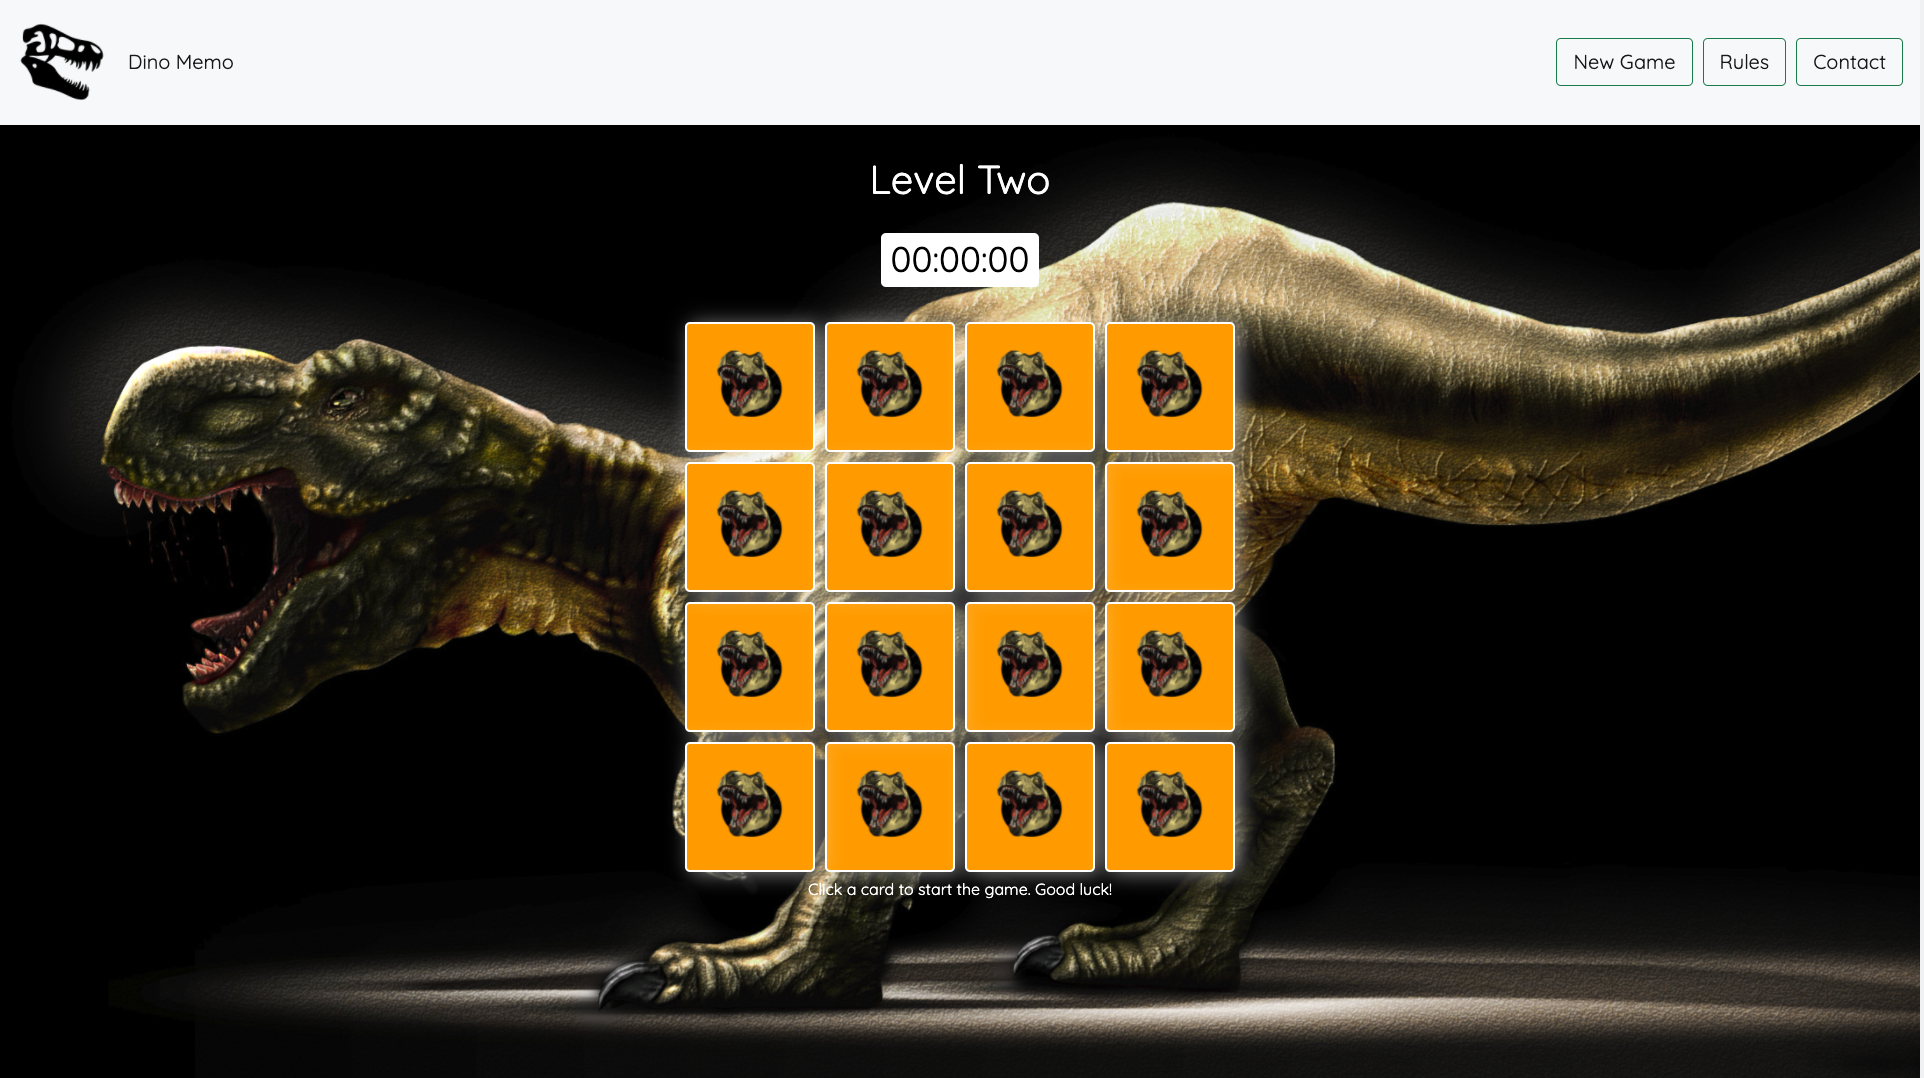 Dino Memo
New Game
Rules
Contact
Level Two
00:00:00
Click a card to start the game. Good luck!